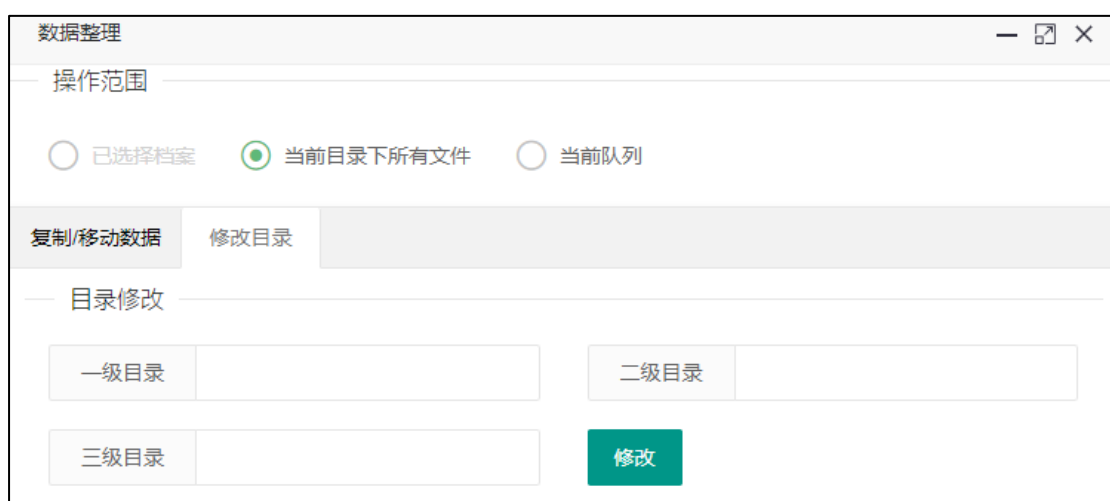 数据整理
操作范围
已选择档案 当前目录下所有文件 当前队列
复制/移动数据 修改目录
目录修改
一级目录 二级目录
三级目录 修改